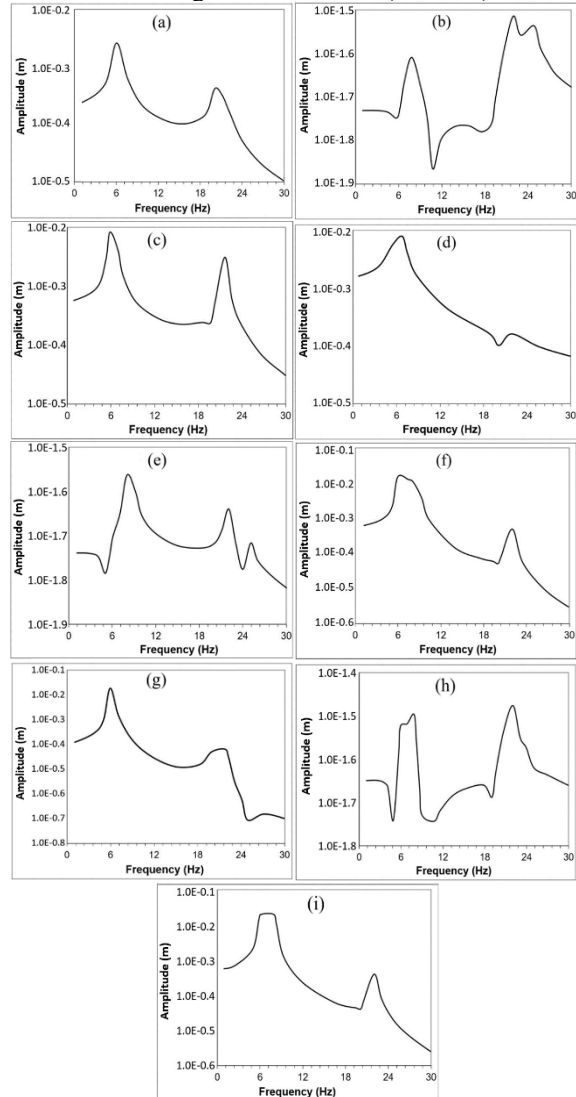 (a)
Amplitude (m)
1.0E-0.2
1.0E-0.3
1.0E-0.4
1.0E-0.5
0 6 12 18 24 30
Frequency (Hz)
(b)
Amplitude (m)
1.0E-1.5
1.0E-1.6
1.0E-1.7
1.0E-1.8
1.0E-1.9
0 6 12 18 24 30
Frequency (Hz)
(c)
Amplitude (m)
1.0E-0.2
1.0E-0.3
1.0E-0.4
1.0E-0.5
0 6 12 18 24 30
Frequency (Hz)
(d)
Amplitude (m)
1.0E-0.2
1.0E-0.3
1.0E-0.4
1.0E-0.5
0 6 12 18 24 30
Frequency (Hz)
(e)
Amplitude (m)
1.0E-1.5
1.0E-1.6
1.0E-1.7
1.0E-1.8
1.0E-1.9
0 6 12 18 24 30
Frequency (Hz)
(f)
Amplitude (m)
1.0E-0.1
1.0E-0.2
1.0E-0.3
1.0E-0.4
1.0E-0.5
1.0E-0.6
0 6 12 18 24 30
Frequency (Hz)
(g)
Amplitude (m)
1.0E-0.1
1.0E-0.2
1.0E-0.3
1.0E-0.4
1.0E-0.5
1.0E-0.6
1.0E-0.7
1.0E-0.8
0 6 12 18 24 30
Frequency (Hz)
(h)
Amplitude (m)
1.0E-1.4
1.0E-1.5
1.0E-1.6
1.0E-1.7
1.0E-1.8
0 6 12 18 24 30
Frequency (Hz)
(i)
Amplitude (m)
1.0E-0.1
1.0E-0.2
1.0E-0.3
1.0E-0.4
1.0E-0.5
1.0E-0.6
0 6 12 18 24 30
Frequency (Hz)